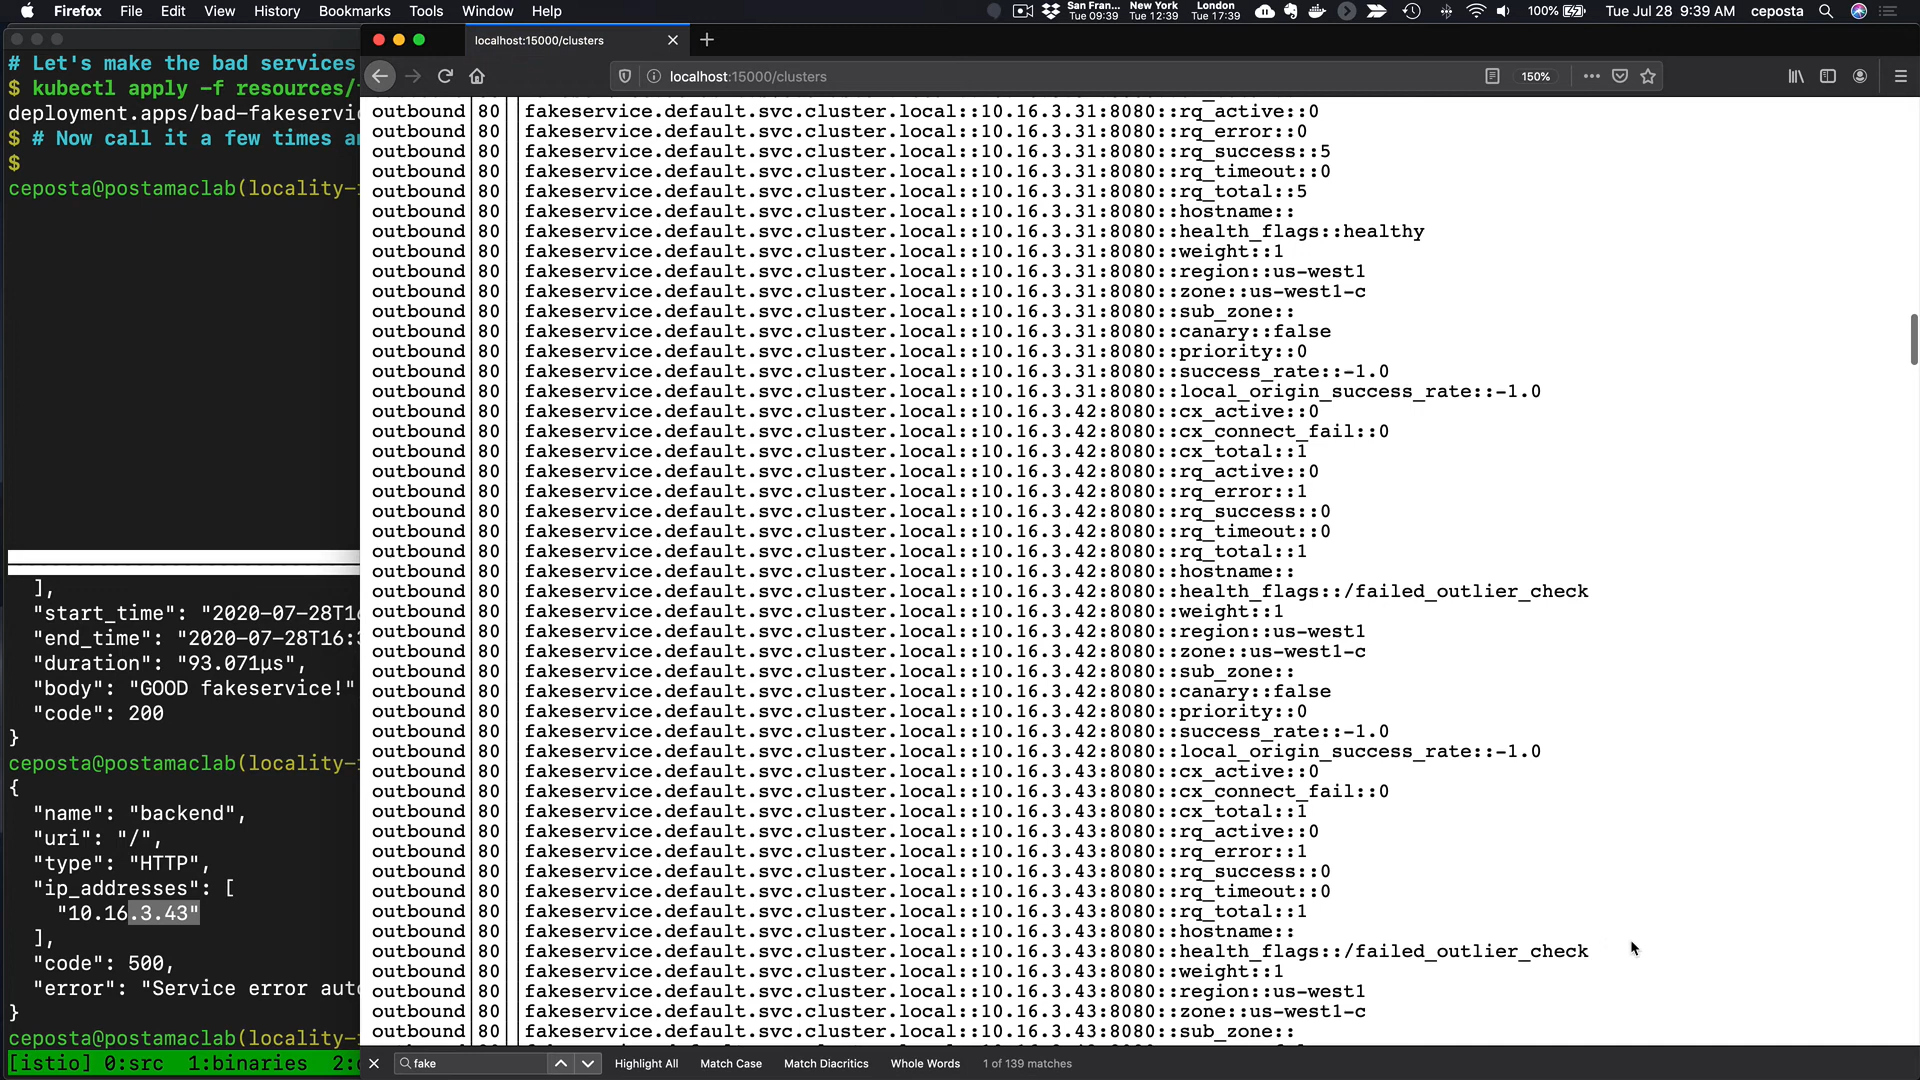 Firefox File Edit View History Bookmarks Tools Window Help
San Fran... Tue 09:39 New York Tue 12:39 London Tue 17:39 100% Tue Jul 28 9:39 AM ceposta
localhost:15000/clusters
localhost:15000/clusters 150%
# Let's make the bad services
$ kubectl apply -f resources/
deployment.apps/bad-fakeservi
$ # Now call it a few times a
$
ceposta@postamaclab(locality-
],
"start_time": "2020-07-28T1
"end_time": "2020-07-28T16:
"duration": "93.071µs",
"body": "GOOD fakeservice!"
"code": 200
}
ceposta@postamaclab(locality-
{
"name": "backend",
"uri": "/",
"type": "HTTP",
"ip_addresses": [
"10.16.3.43"
],
"code": 500,
"error": "Service error aut
}
ceposta@postamaclab(locality-
[istio] 0:src 1:binaries 2:
outbound|80||fakeservice.default.svc.cluster.local::10.16.3.31:8080::rq_active::0
outbound|80||fakeservice.default.svc.cluster.local::10.16.3.31:8080::rq_error::0
outbound|80||fakeservice.default.svc.cluster.local::10.16.3.31:8080::rq_success::5
outbound|80||fakeservice.default.svc.cluster.local::10.16.3.31:8080::rq_timeout::0
outbound|80||fakeservice.default.svc.cluster.local::10.16.3.31:8080::rq_total::5
outbound|80||fakeservice.default.svc.cluster.local::10.16.3.31:8080::hostname::
outbound|80||fakeservice.default.svc.cluster.local::10.16.3.31:8080::health_flags::healthy
outbound|80||fakeservice.default.svc.cluster.local::10.16.3.31:8080::weight::1
outbound|80||fakeservice.default.svc.cluster.local::10.16.3.31:8080::region::us-west1
outbound|80||fakeservice.default.svc.cluster.local::10.16.3.31:8080::zone::us-west1-c
outbound|80||fakeservice.default.svc.cluster.local::10.16.3.31:8080::sub_zone::
outbound|80||fakeservice.default.svc.cluster.local::10.16.3.31:8080::canary::false
outbound|80||fakeservice.default.svc.cluster.local::10.16.3.31:8080::priority::0
outbound|80||fakeservice.default.svc.cluster.local::10.16.3.31:8080::success_rate::-1.0
outbound|80||fakeservice.default.svc.cluster.local::10.16.3.31:8080::local_origin_success_rate::-1.0
outbound|80||fakeservice.default.svc.cluster.local::10.16.3.42:8080::cx_active::0
outbound|80||fakeservice.default.svc.cluster.local::10.16.3.42:8080::cx_connect_fail::0
outbound|80||fakeservice.default.svc.cluster.local::10.16.3.42:8080::cx_total::1
outbound|80||fakeservice.default.svc.cluster.local::10.16.3.42:8080::rq_active::0
outbound|80||fakeservice.default.svc.cluster.local::10.16.3.42:8080::rq_error::1
outbound|80||fakeservice.default.svc.cluster.local::10.16.3.42:8080::rq_success::0
outbound|80||fakeservice.default.svc.cluster.local::10.16.3.42:8080::rq_timeout::0
outbound|80||fakeservice.default.svc.cluster.local::10.16.3.42:8080::rq_total::1
outbound|80||fakeservice.default.svc.cluster.local::10.16.3.42:8080::hostname::
outbound|80||fakeservice.default.svc.cluster.local::10.16.3.42:8080::health_flags::/failed_outlier_check
outbound|80||fakeservice.default.svc.cluster.local::10.16.3.42:8080::weight::1
outbound|80||fakeservice.default.svc.cluster.local::10.16.3.42:8080::region::us-west1
outbound|80||fakeservice.default.svc.cluster.local::10.16.3.42:8080::zone::us-west1-c
outbound|80||fakeservice.default.svc.cluster.local::10.16.3.42:8080::sub_zone::
outbound|80||fakeservice.default.svc.cluster.local::10.16.3.42:8080::canary::false
outbound|80||fakeservice.default.svc.cluster.local::10.16.3.42:8080::priority::0
outbound|80||fakeservice.default.svc.cluster.local::10.16.3.42:8080::success_rate::-1.0
outbound|80||fakeservice.default.svc.cluster.local::10.16.3.42:8080::local_origin_success_rate::-1.0
outbound|80||fakeservice.default.svc.cluster.local::10.16.3.43:8080::cx_active::0
outbound|80||fakeservice.default.svc.cluster.local::10.16.3.43:8080::cx_connect_fail::0
outbound|80||fakeservice.default.svc.cluster.local::10.16.3.43:8080::cx_total::1
outbound|80||fakeservice.default.svc.cluster.local::10.16.3.43:8080::rq_active::0
outbound|80||fakeservice.default.svc.cluster.local::10.16.3.43:8080::rq_error::1
outbound|80||fakeservice.default.svc.cluster.local::10.16.3.43:8080::rq_success::0
outbound|80||fakeservice.default.svc.cluster.local::10.16.3.43:8080::rq_timeout::0
outbound|80||fakeservice.default.svc.cluster.local::10.16.3.43:8080::rq_total::1
outbound|80||fakeservice.default.svc.cluster.local::10.16.3.43:8080::hostname::
outbound|80||fakeservice.default.svc.cluster.local::10.16.3.43:8080::health_flags::/failed_outlier_check
outbound|80||fakeservice.default.svc.cluster.local::10.16.3.43:8080::weight::1
outbound|80||fakeservice.default.svc.cluster.local::10.16.3.43:8080::region::us-west1
outbound|80||fakeservice.default.svc.cluster.local::10.16.3.43:8080::zone::us-west1-c
outbound|80||fakeservice.default.svc.cluster.local::10.16.3.43:8080::sub_zone::
fake Highlight All Match Case Match Diacritics Whole Words 1 of 139 matches